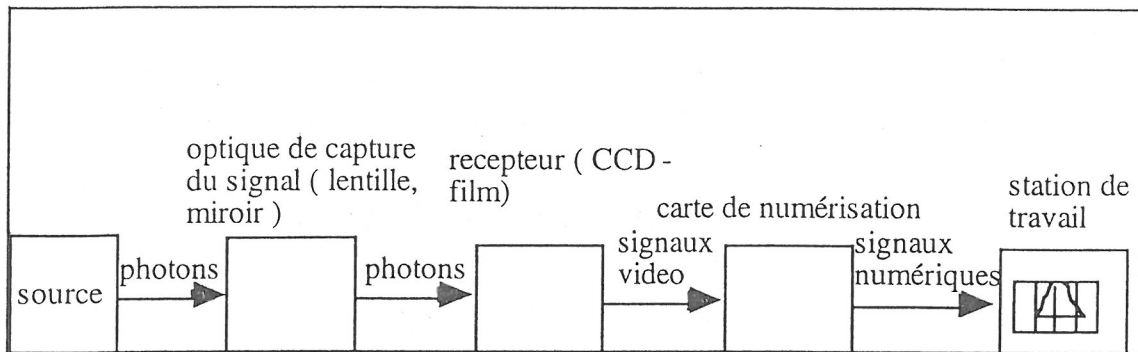 optique de capture
du signal ( lentille,
miroir )
recepteur ( CCD -
film)
carte de numérisation
station de
travail
source
photons
photons
signaux
video
signaux
numériques